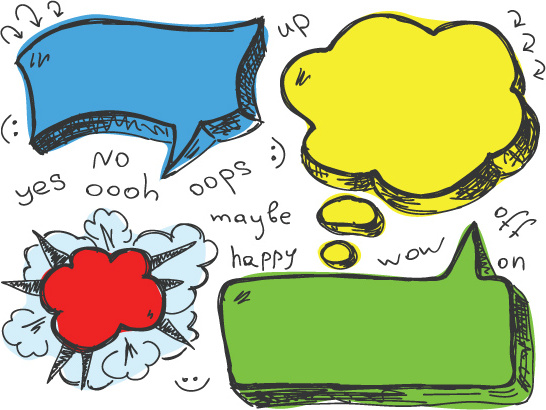 up
NO
yes oooh oops
maybe
off
happy
wow
on